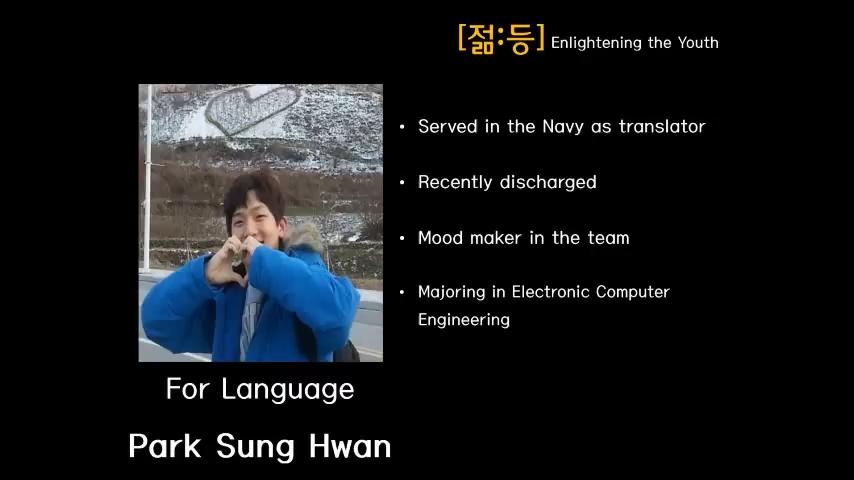 [젊:등] Enlightening the Youth
• Served in the Navy as translator
• Recently discharged
• Mood maker in the team
• Majoring in Electronic Computer
Engineering
For Language
Park Sung Hwan